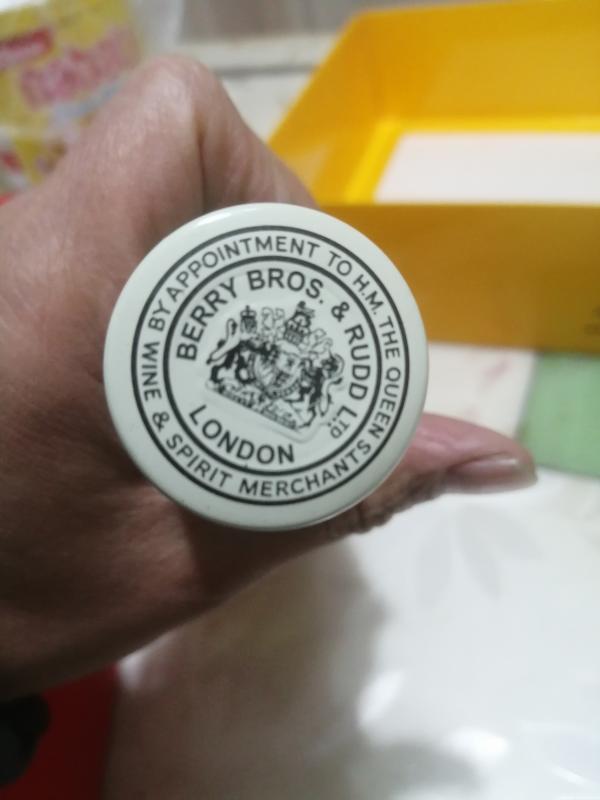 BY APPOINTMENT TO H.M. THE QUEEN
WINE & SPIRIT MERCHANTS
BERRY BROS. & RUDD LTD
LONDON